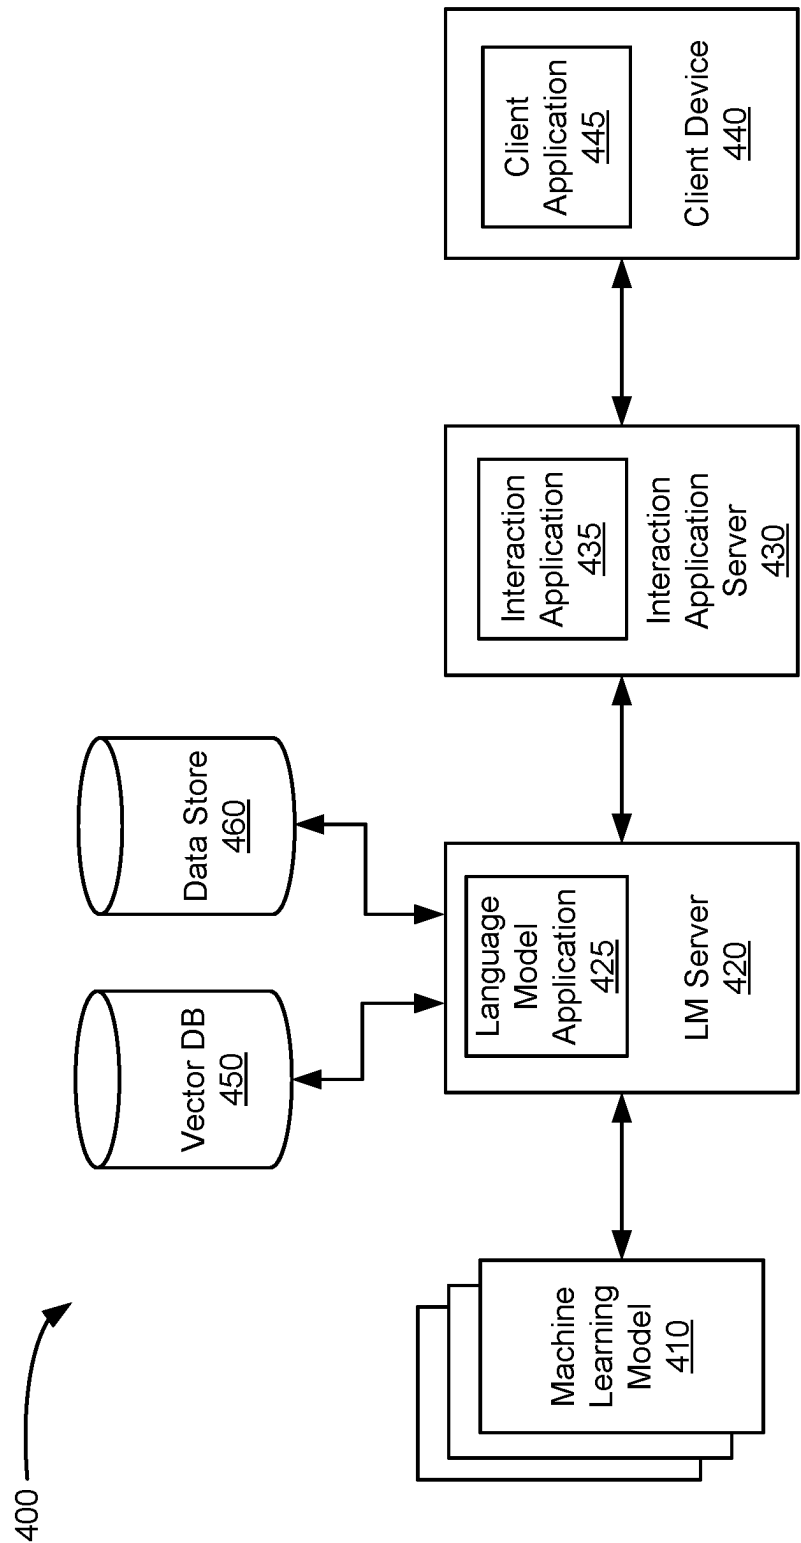 400
Vector DB
450
Data Store
460
Machine
Learning
Model
410
Language
Model
Application
425
LM Server
420
Interaction
Application
435
Interaction
Application
Server
430
Client
Application
445
Client Device
440